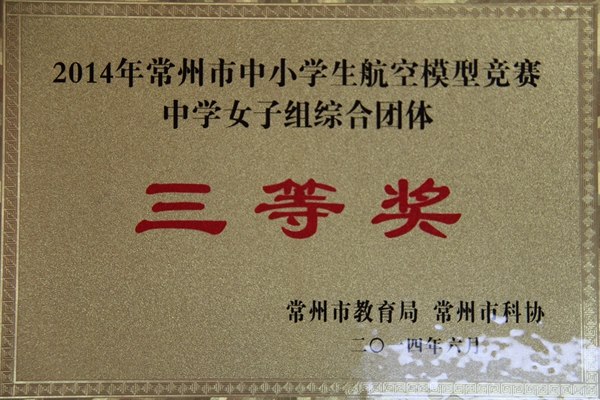 2014年常州市中小学生航空模型竞赛
中学女子组综合团体
三等奖
常州市教育局 常州市科协
二〇一四年六月